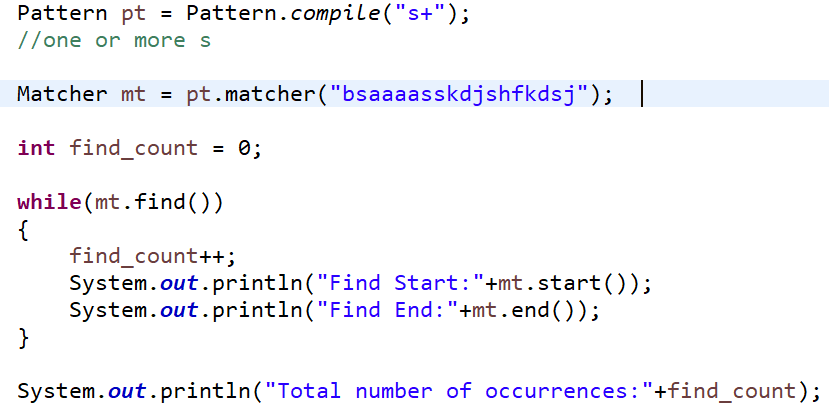 Pattern pt = Pattern.compile("s+");
//one or more s
Matcher mt = pt.matcher("bsaaaasskdjshfkdsj");
int find_count = 0;
while(mt.find())
{
find_count++;
System.out.println("Find Start:"+mt.start());
System.out.println("Find End:"+mt.end());
}
System.out.println("Total number of occurrences:"+find_count);